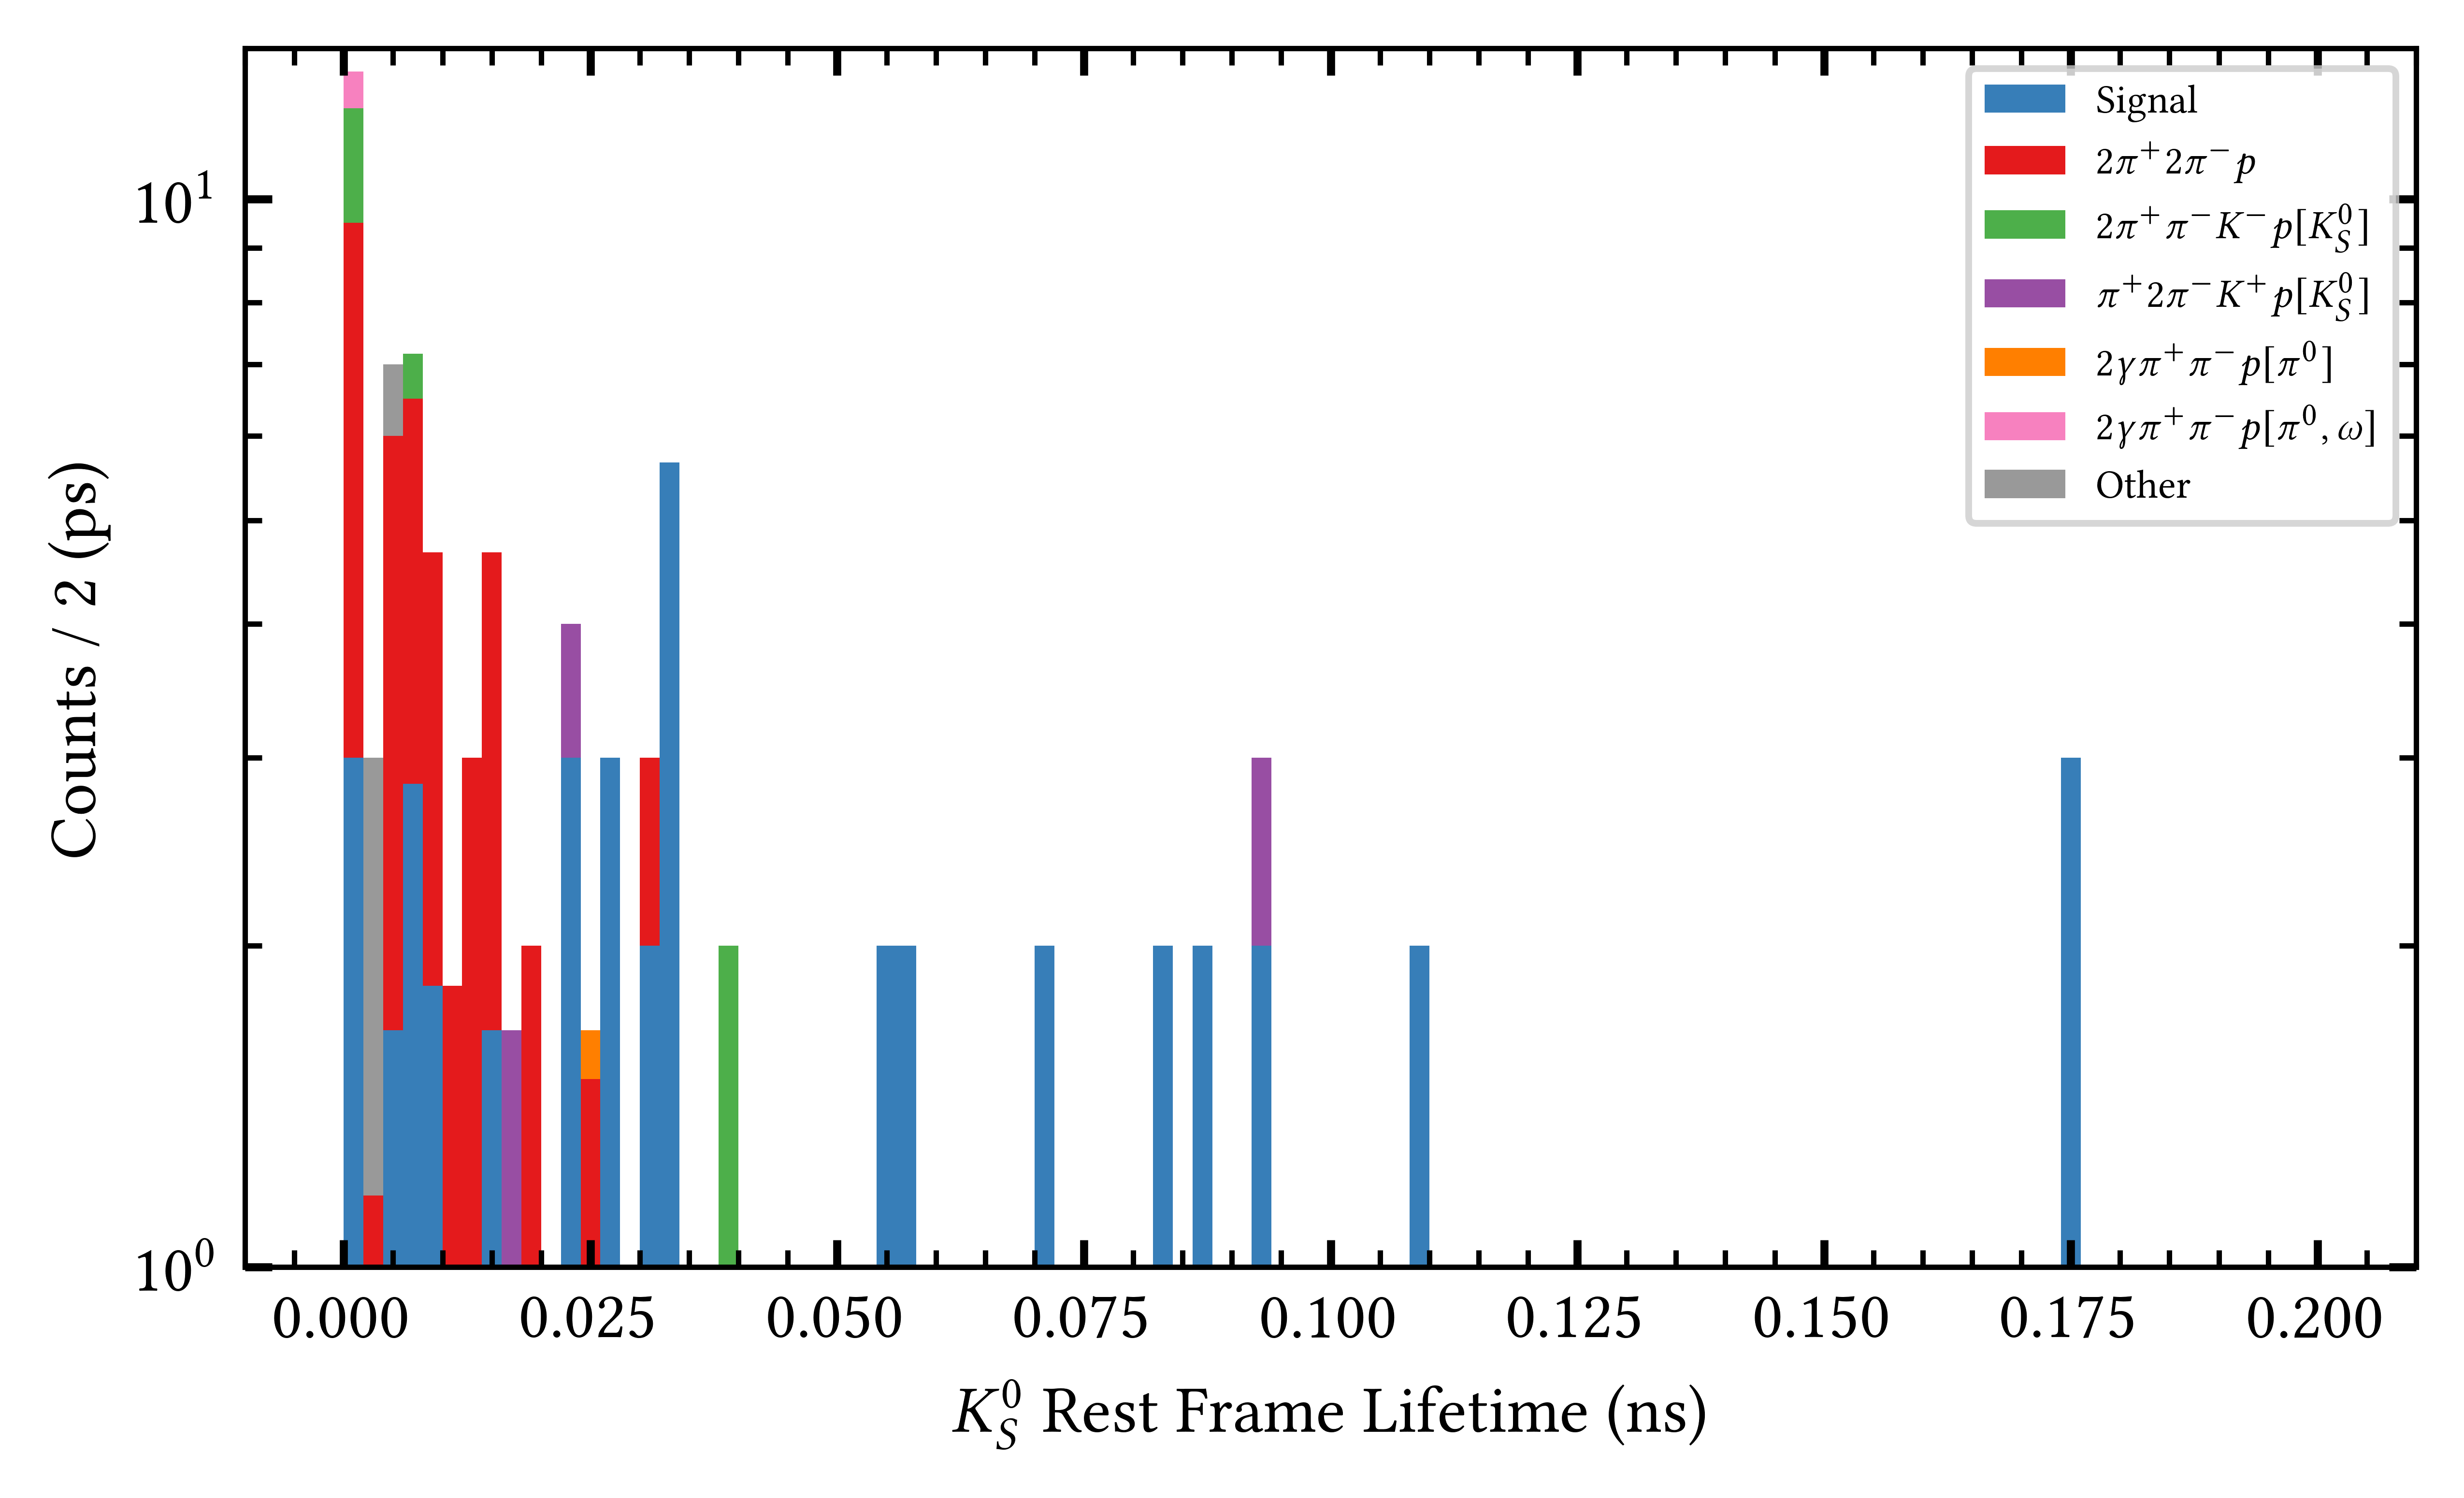 Counts / 2 (ps)
10¹
10⁰
Signal
2π⁺2π⁻p
2π⁺π⁻K⁻p[K⁰_S]
π⁺2π⁻K⁺p[K⁰_S]
2γπ⁺π⁻p[π⁰]
2γπ⁺π⁻p[π⁰, ω]
Other
0.000 0.025 0.050 0.075 0.100 0.125 0.150 0.175 0.200
K⁰_S Rest Frame Lifetime (ns)